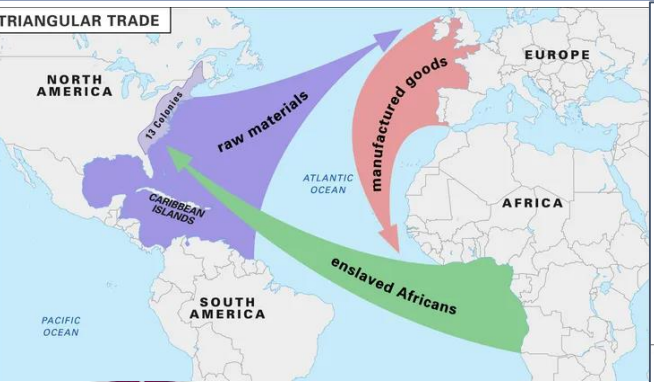 TRIANGULAR TRADE
NORTH
AMERICA
EUROPE
13 Colonies
raw materials
manufactured goods
ATLANTIC
OCEAN
CARIBBEAN
ISLANDS
AFRICA
enslaved Africans
SOUTH
AMERICA
PACIFIC
OCEAN